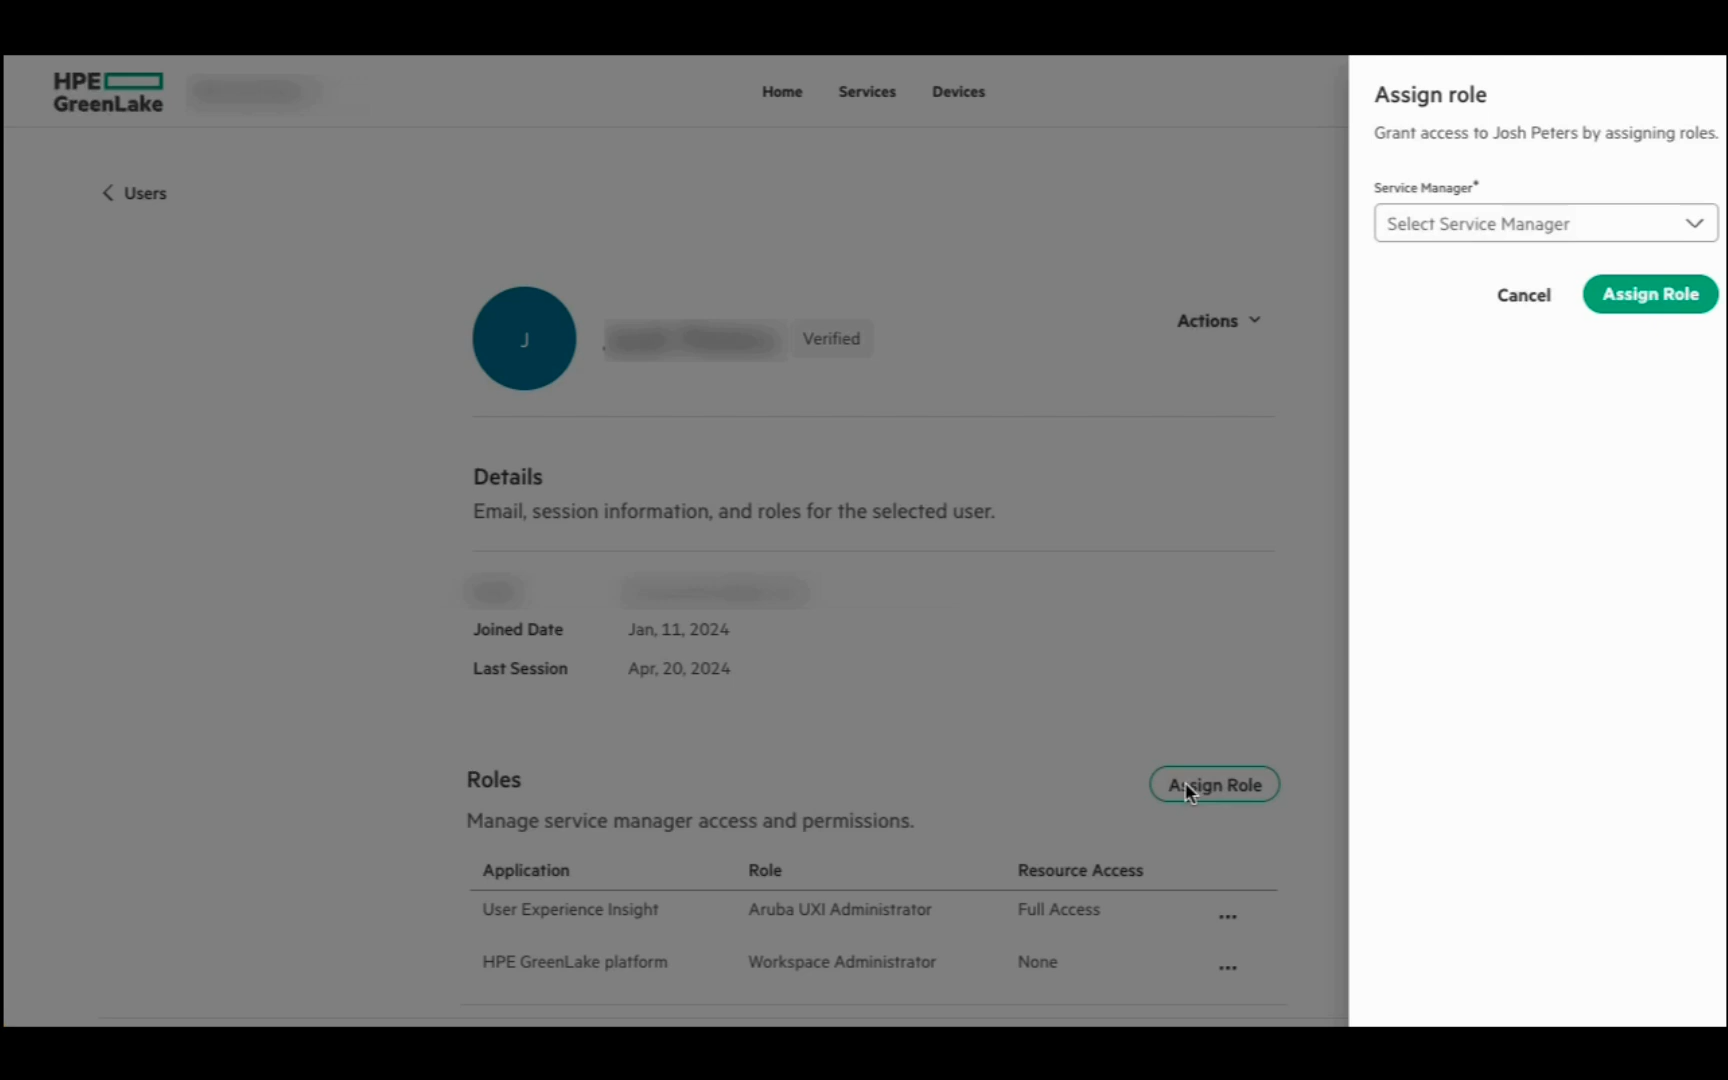 HPE
GreenLake
Home
Services
Devices
Users
J
Verified
Actions
Details
Email, session information, and roles for the selected user.
Joined Date
Jan, 11, 2024
Last Session
Apr, 20, 2024
Roles
Assign Role
Manage service manager access and permissions.
Application
Role
Resource Access
User Experience Insight
Aruba UXI Administrator
Full Access
...
HPE GreenLake platform
Workspace Administrator
None
...
Assign role
Grant access to Josh Peters by assigning roles.
Service Manager*
Select Service Manager
Cancel
Assign Role